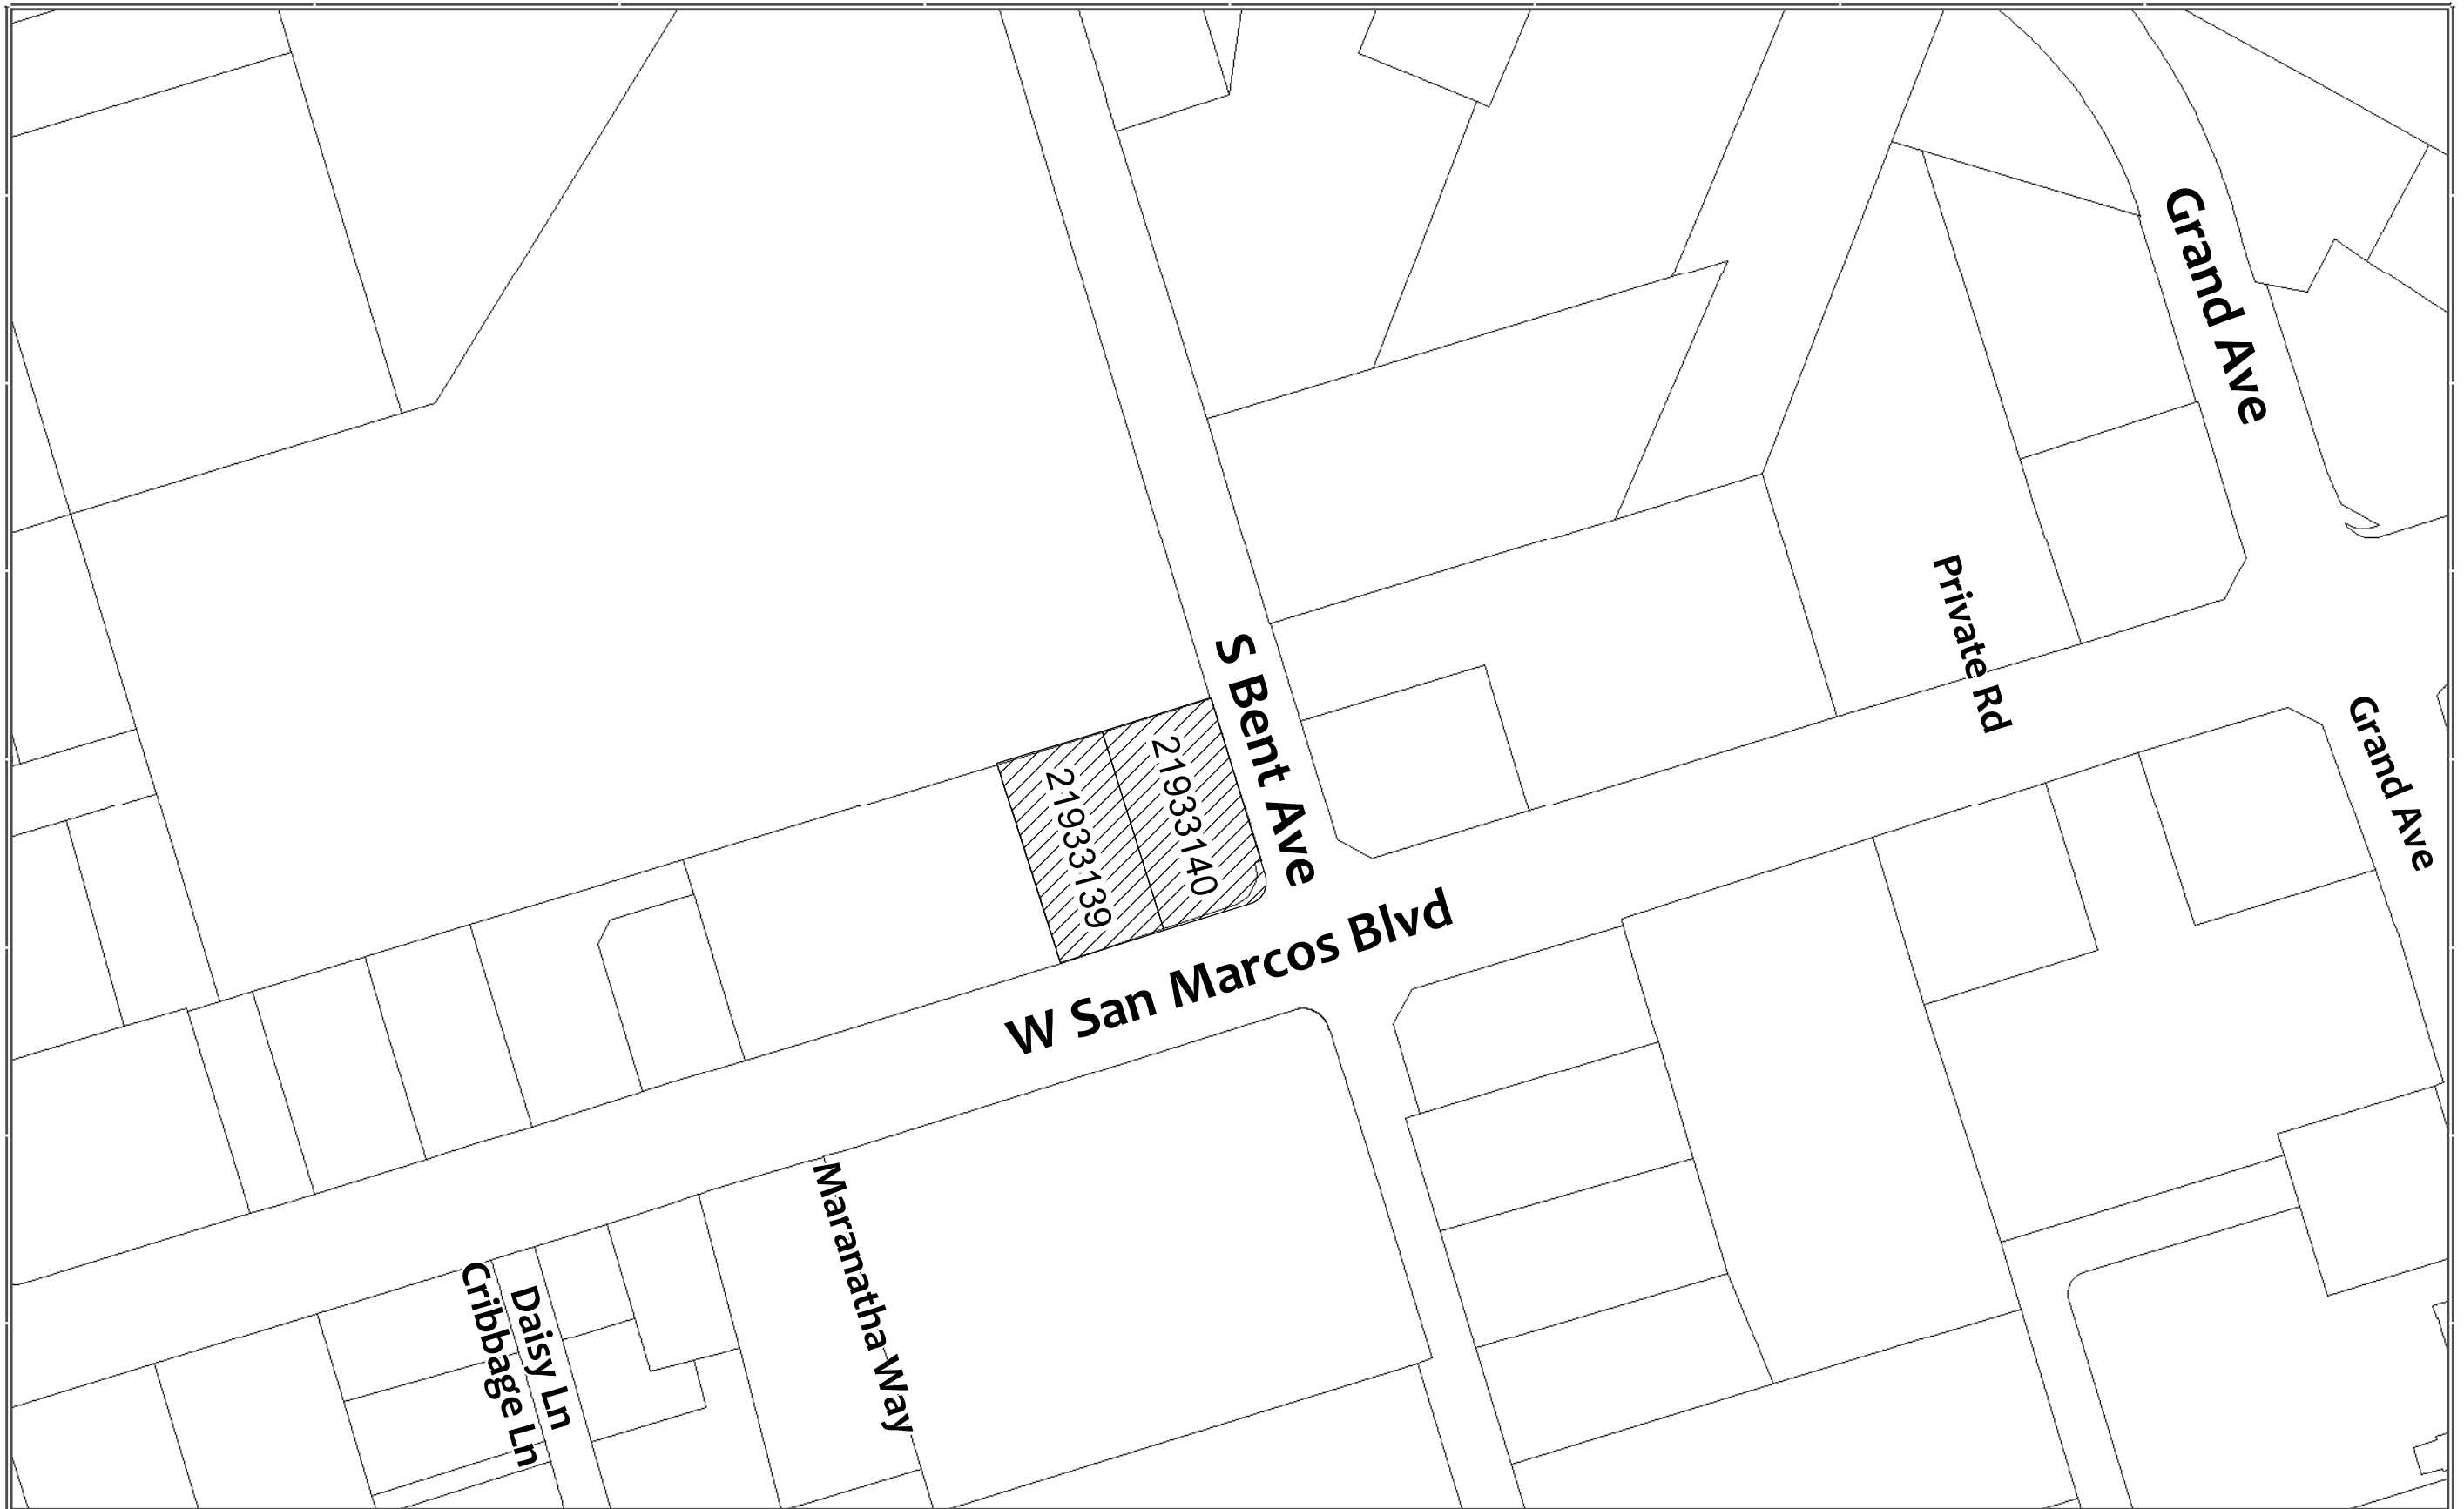 Grand Ave
Private Rd
S Bent Ave
Grand Ave
21933140
21933139
W San Marcos Blvd
Maranatha Way
Daisy Ln
Cribbage Ln